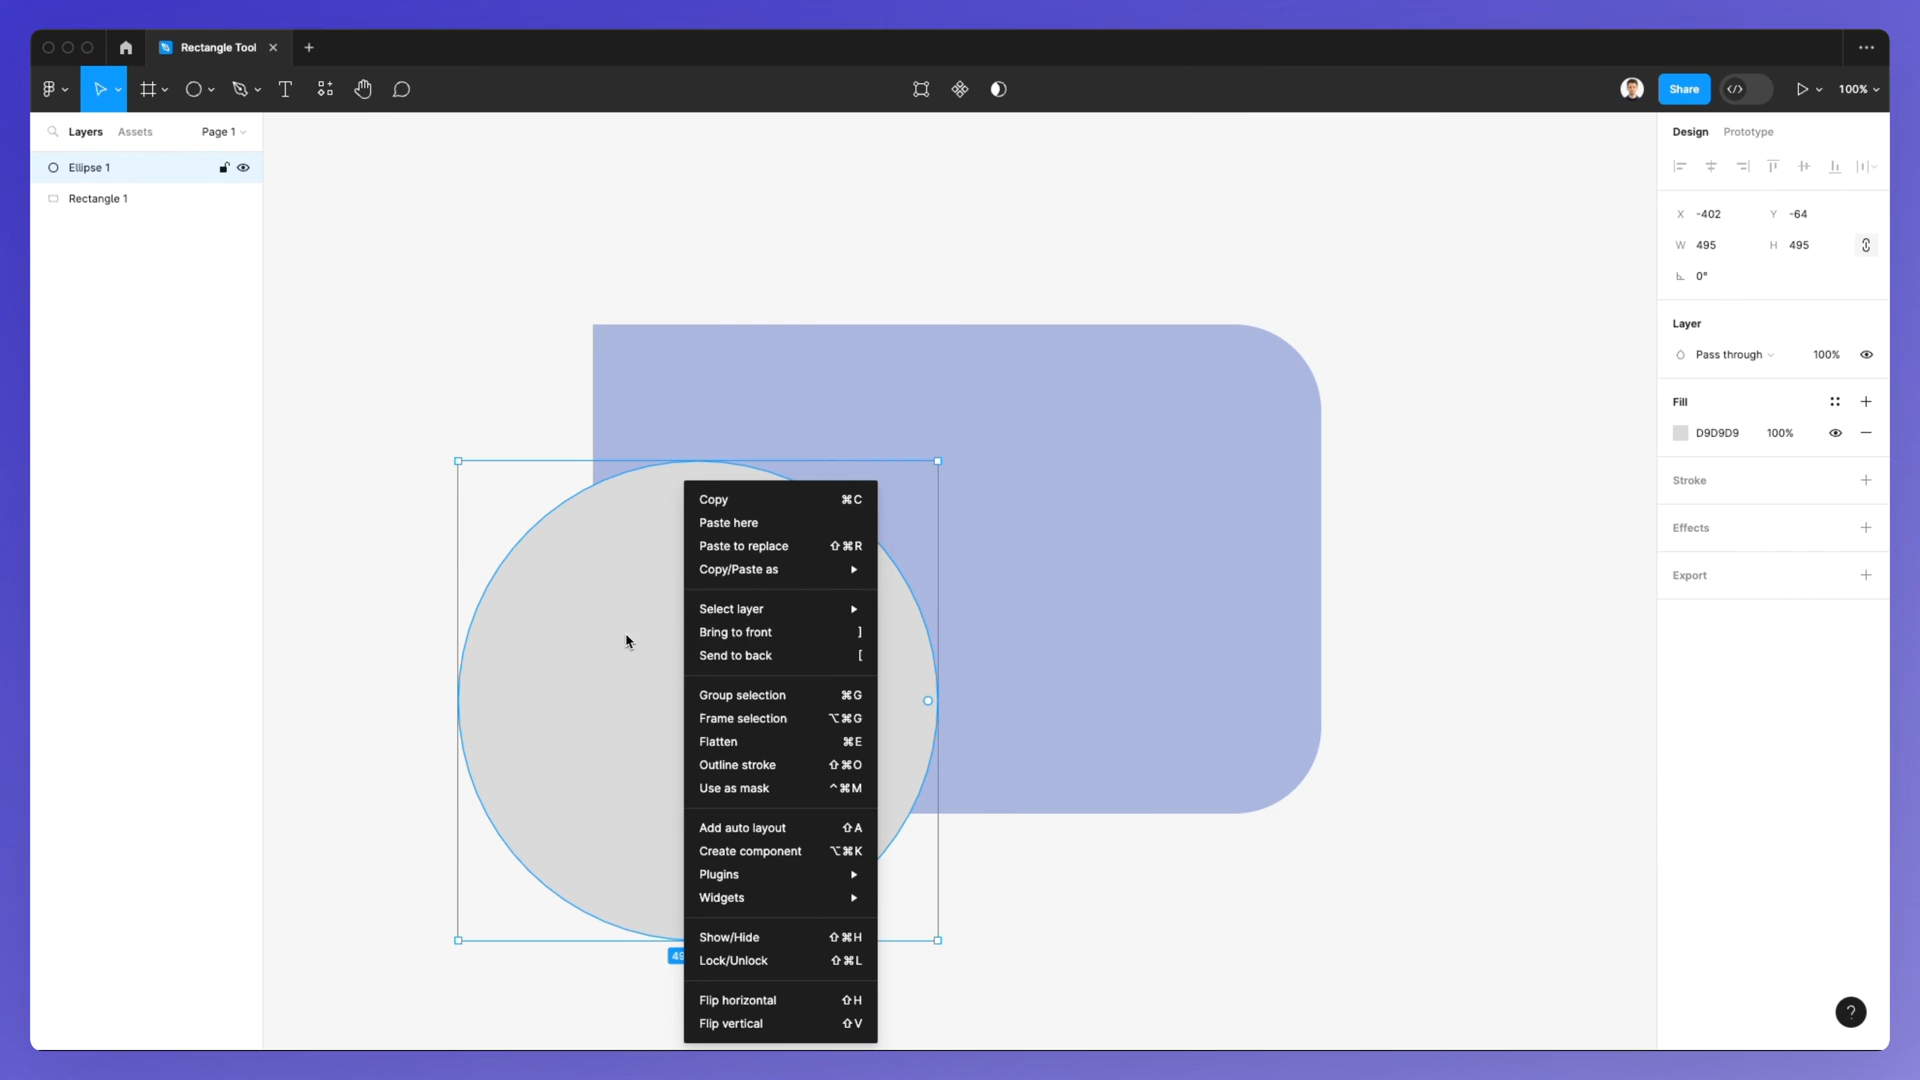 Rectangle Tool
Share
100%
Layers Assets Page 1
Ellipse 1
Rectangle 1
Copy ⌘C
Paste here
Paste to replace ⇧⌘R
Copy/Paste as
Select layer
Bring to front ]
Send to back [
Group selection ⌘G
Frame selection ⌥⌘G
Flatten ⌘E
Outline stroke ⇧⌘O
Use as mask ^⌘M
Add auto layout ⇧A
Create component ⌥⌘K
Plugins
Widgets
Show/Hide ⇧⌘H
Lock/Unlock ⇧⌘L
Flip horizontal ⇧H
Flip vertical ⇧V
Design Prototype
X -402 Y -64
W 495 H 495
0°
Layer
Pass through 100%
Fill
D9D9D9 100%
Stroke
Effects
Export
?